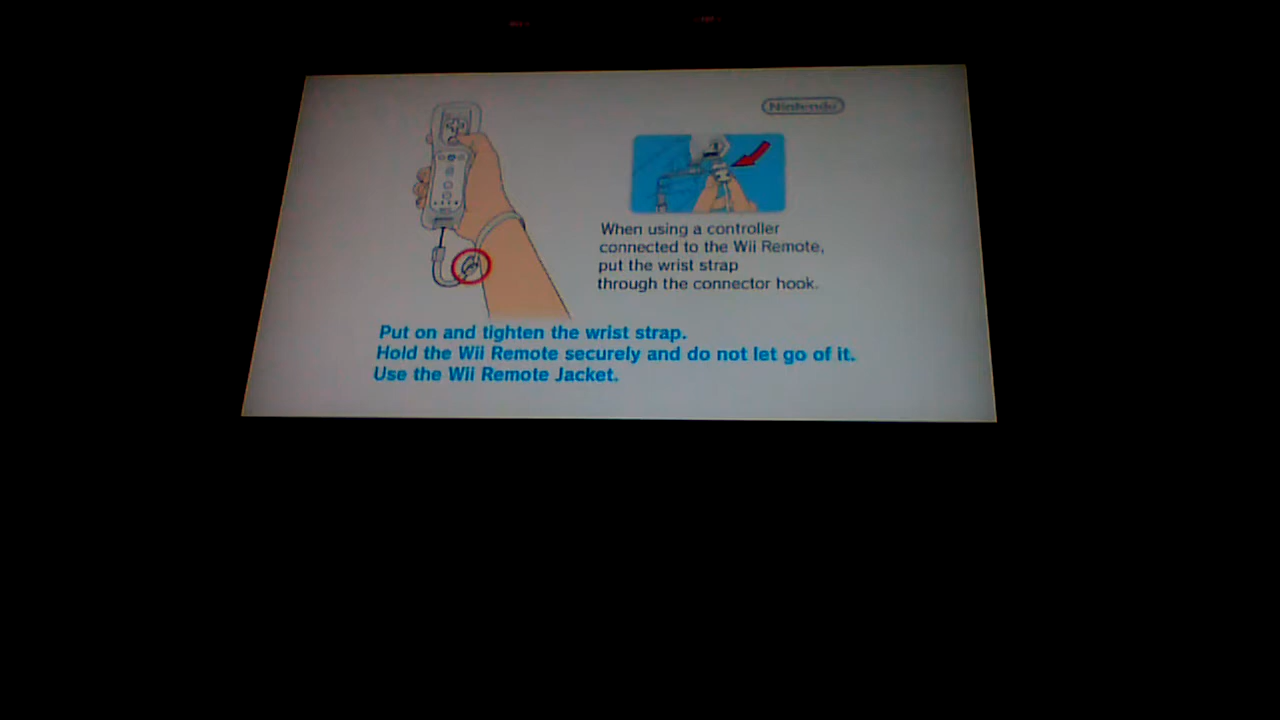 Nintendo
When using a controller
connected to the Wii Remote,
put the wrist strap
through the connector hook.
Put on and tighten the wrist strap.
Hold the Wii Remote securely and do not let go of it.
Use the Wii Remote Jacket.